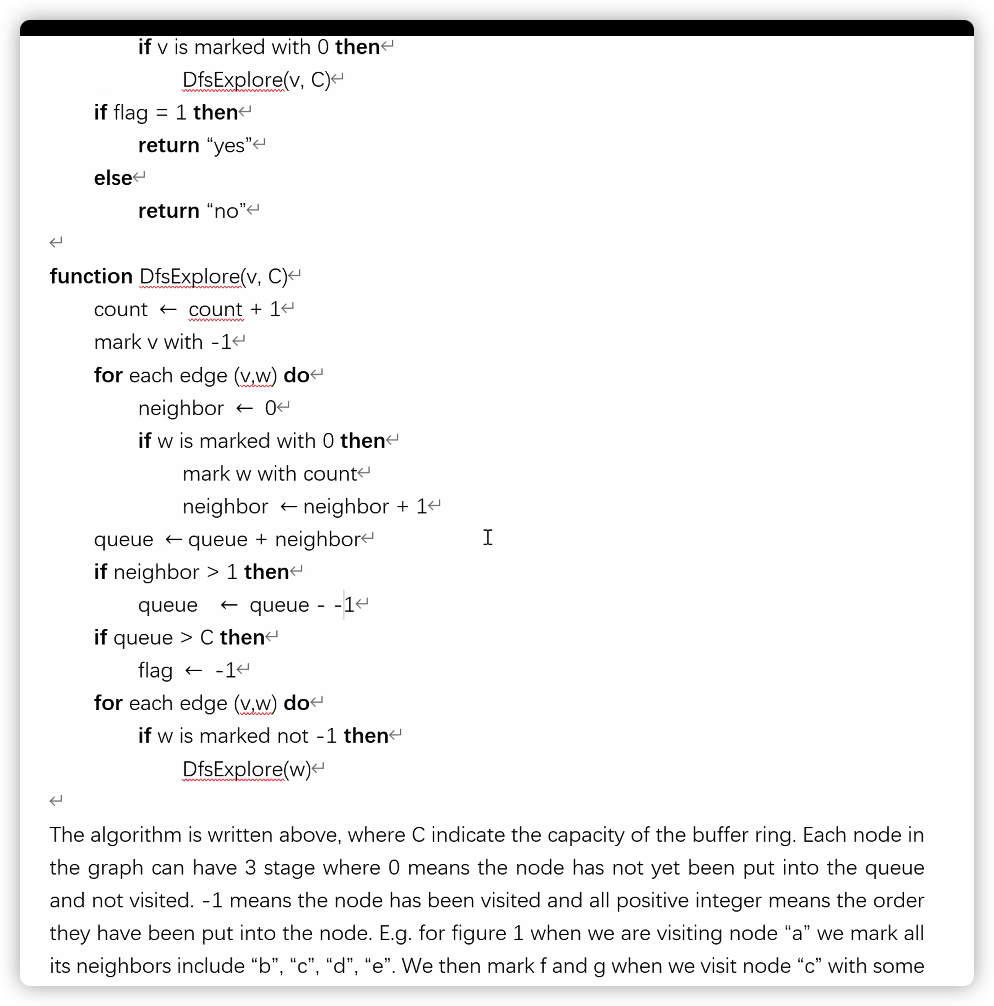 if v is marked with 0 then↵
DfsExplore(v, C)↵
if flag = 1 then↵
return “yes”↵
else↵
return “no”↵
↵
function DfsExplore(v, C)↵
count ← count + 1↵
mark v with -1↵
for each edge (v,w) do↵
neighbor ← 0↵
if w is marked with 0 then↵
mark w with count↵
neighbor ← neighbor + 1↵
queue ← queue + neighbor↵
if neighbor > 1 then↵
queue ← queue - -1↵
if queue > C then↵
flag ← -1↵
for each edge (v,w) do↵
if w is marked not -1 then↵
DfsExplore(w)↵
↵
The algorithm is written above, where C indicate the capacity of the buffer ring. Each node in
the graph can have 3 stage where 0 means the node has not yet been put into the queue
and not visited. -1 means the node has been visited and all positive integer means the order
they have been put into the node. E.g. for figure 1 when we are visiting node “a” we mark all
its neighbors include “b”, “c”, “d”, “e”. We then mark f and g when we visit node “c” with some